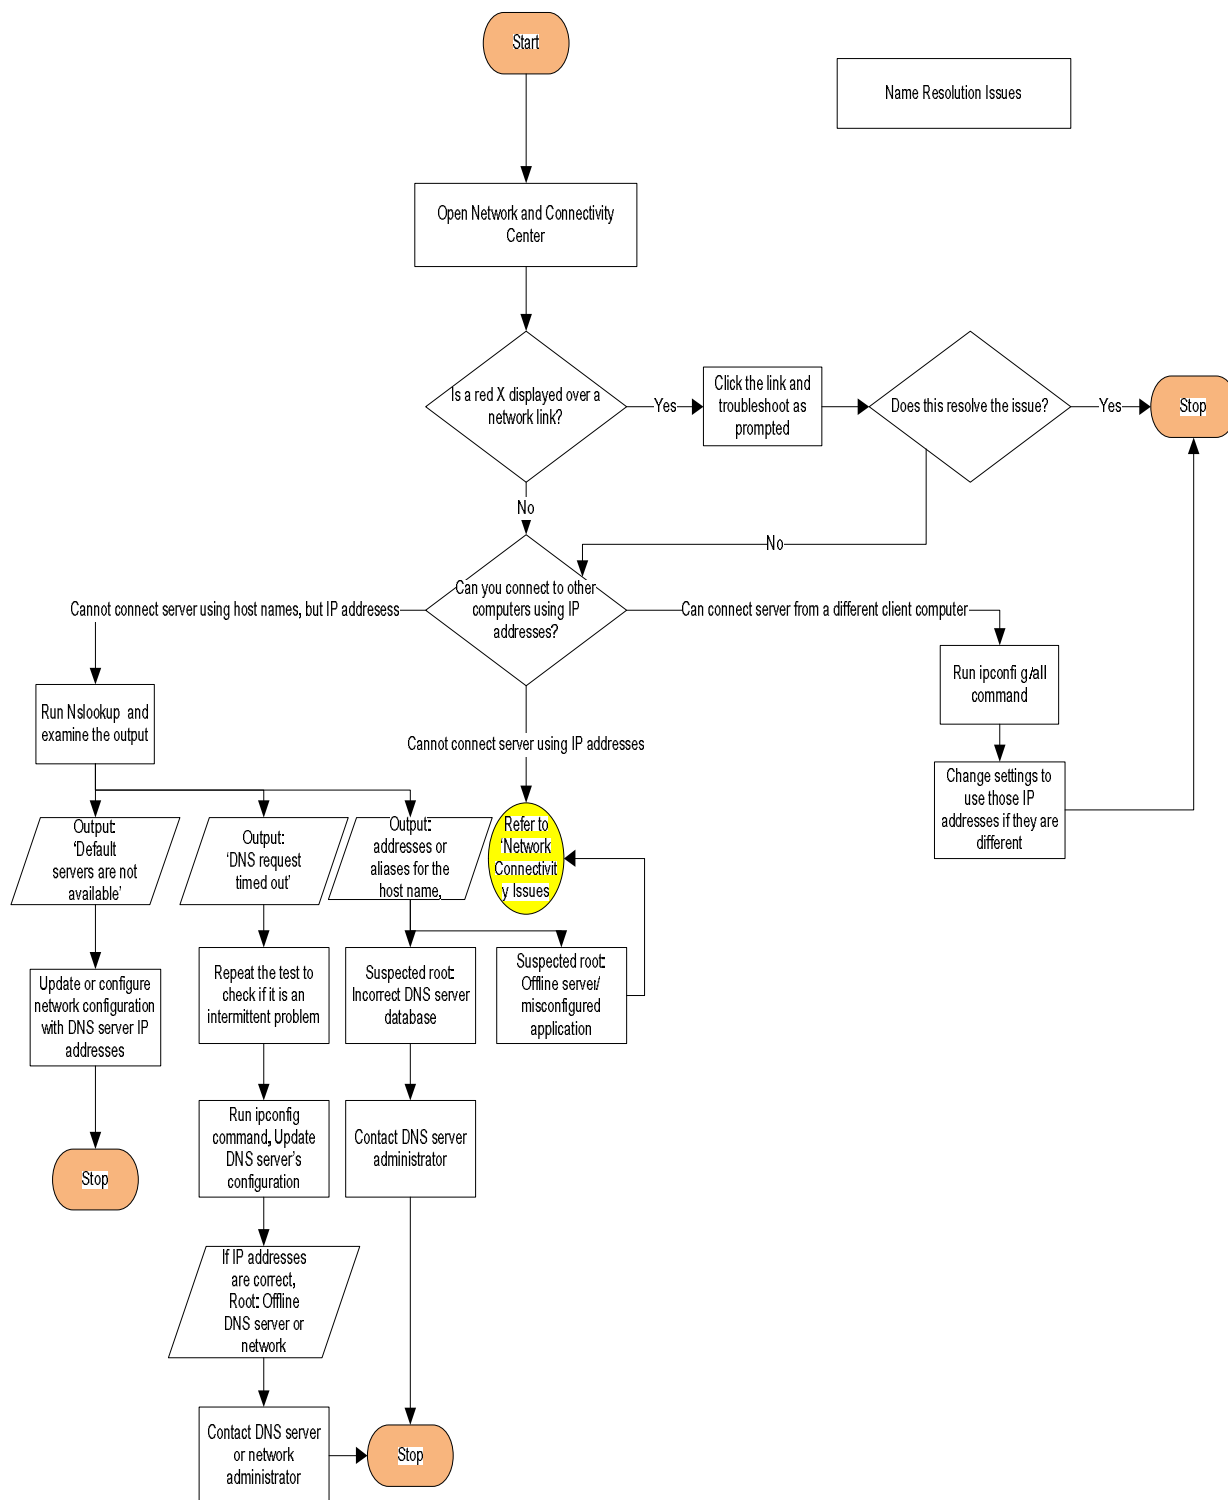 Start
Name Resolution Issues
Open Network and Connectivity
Center
Is a red X displayed over a
network link?
Yes
Click the link and
troubleshoot as
prompted
Does this resolve the issue?
Yes
Stop
No
No
Can you connect to other
computers using IP
addresses?
Cannot connect server using host names, but IP addresess
Can connect server from a different client computer
Run ipconfi g/all
command
Run Nslookup and
examine the output
Cannot connect server using IP addresses
Change settings to
use those IP
addresses if they are
different
Output:
'Default
servers are not
available'
Output:
'DNS request
timed out'
Output::
addresses or
aliases for the
host name,
Refer to
'Network
Connectivit
y Issues
Update or configure
network configuration
with DNS server IP
addresses
Repeat the test to
check if it is an
intermittent problem
Suspected root:
Incorrect DNS server
database
Suspected root::
Offline server/
misconfigured
application
Run ipconfig
command, Update
DNS server's
configuration
Contact DNS server
administrator
Stop
If IP addresses
are correct,
Root:: Offline
DNS server or
network
Contact DNS server
or network
administrator
Stop